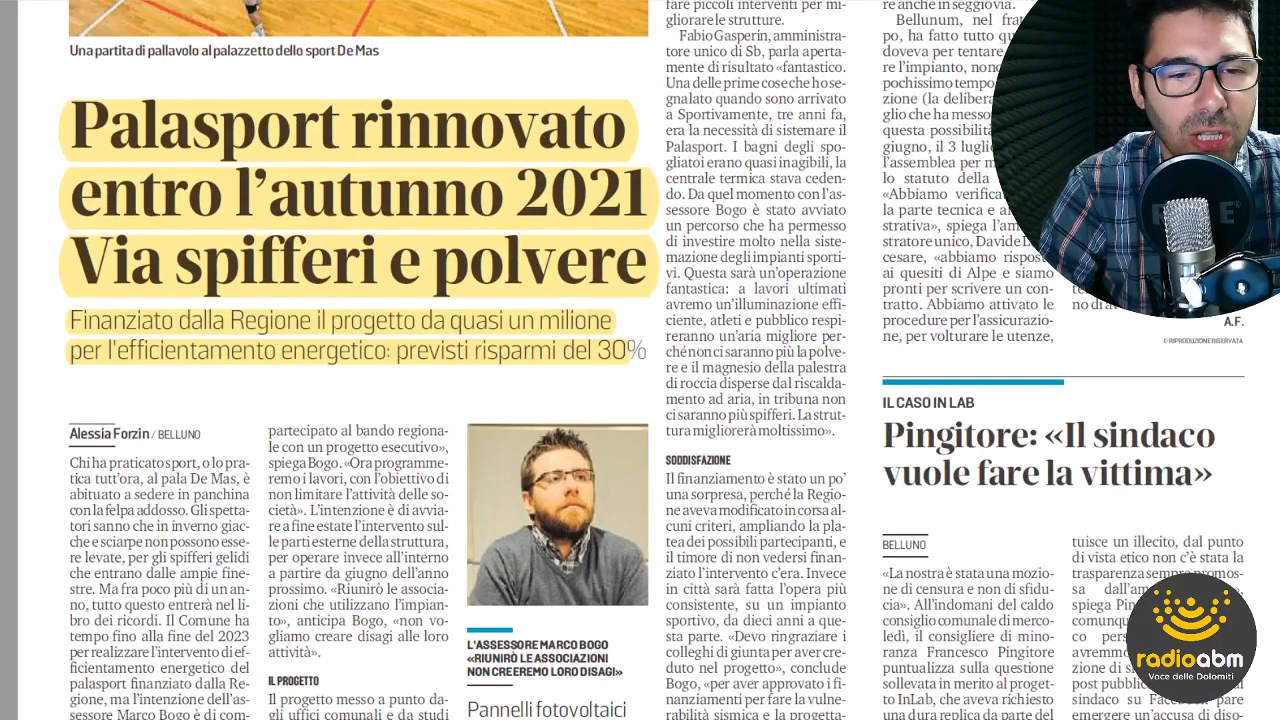 Una partita di pallavolo al palazzetto dello sport De Mas
Palasport rinnovato
entro l'autunno 2021
Via spifferi e polvere
Finanziato dalla Regione il progetto da quasi un milione
per l'efficientamento energetico: previsti risparmi del 30%
Alessia Forzin / BELLUNO
Chi ha praticato sport, o lo pra-
tica tutt'ora, al pala De Mas, è
abituato a sedere in panchina
con la felpa addosso. Gli spetta-
tori sanno che in inverno giac-
che e sciarpe non possono esse-
re levate, per gli spifferi gelidi
che entrano dalle ampie fine-
stre. Ma fra poco più di un an-
no, tutto questo entrerà nel li-
bro dei ricordi. Il Comune ha
tempo fino alla fine del 2023
per realizzare l'intervento di ef-
ficientamento energetico del
palasport finanziato dalla Re-
gione, ma l'intenzione dell'as-
sessore Marco Bogo è di com-
partecipato al bando regiona-
le con un progetto esecutivo»,
spiega Bogo. «Ora programme-
remo i lavori, con l'obiettivo di
non limitare l'attività delle so-
cietà». L'intenzione è di avvia-
re a fine estate l'intervento sul-
le parti esterne della struttura,
per operare invece all'interno
a partire da giugno dell'anno
prossimo. «Riunirò le associa-
zioni che utilizzano l'impian-
to», anticipa Bogo, «non vo-
gliamo creare disagi alle loro
attività».
IL PROGETTO
Il progetto messo a punto da-
gli uffici comunali e da studi
L'ASSESSORE MARCO BOGO
«RIUNIRÒ LE ASSOCIAZIONI
NON CREEREMO LORO DISAGI»
Pannelli fotovoltaici
fare piccoli interventi per mi-
gliorare le strutture.
Fabio Gasperin, amministra-
tore unico di Sb, parla aperta-
mente di risultato «fantastico.
Una delle prime cose che ho se-
gnalato quando sono arrivato
a Sportivamente, tre anni fa,
era la necessità di sistemare il
Palasport. I bagni degli spo-
gliatoi erano quasi inagibili, la
centrale termica stava ceden-
do. Da quel momento con l'as-
sessore Bogo è stato avviato
un percorso che ha permesso
di investire molto nella siste-
mazione degli impianti sporti-
vi. Questa sarà un'operazione
fantastica: a lavori ultimati
avremo un'illuminazione effi-
ciente, atleti e pubblico respi-
reranno un'aria migliore per-
ché non ci saranno più la polve-
re e il magnesio della palestra
di roccia disperse dal riscalda-
mento ad aria, in tribuna non
ci saranno più spifferi. La strut-
tura migliorerà moltissimo».
SODDISFAZIONE
Il finanziamento è stato un po'
una sorpresa, perché la Regio-
ne aveva modificato in corsa al-
cuni criteri, ampliando la pla-
tea dei possibili partecipanti, e
il timore di non vedersi finan-
ziato l'intervento c'era. Invece
in città sarà fatta l'opera più
consistente, su un impianto
sportivo, da dieci anni a que-
sta parte. «Devo ringraziare i
colleghi di giunta per aver cre-
duto nel progetto», conclude
Bogo, «per aver approvato i fi-
nanziamenti per fare la vulne-
rabilità sismica e la progetta-
re anche in seggiovia.
Bellunum, nel
po, ha fatto tutto
doveva per tentare
re l'impianto,
pochissimo
zione (la
glio che ha
questa possibilità
giugno, il 3
l'assemblea per
lo statuto della
«Abbiamo
la parte tecnica e
strativa», spiega
stratore unico, Davide
cesare, «abbiamo
ai quesiti di Alpe e siamo
pronti per scrivere un con-
tratto. Abbiamo attivato le
procedure per l'assicurazio-
ne, per volturare le utenze,
A.F.
© RIPRODUZIONE RISERVATA
IL CASO IN LAB
Pingitore: «Il sindaco
vuole fare la vittima»
BELLUNO
«La nostra è stata una mozio-
ne di censura e non di sfidu-
cia». All'indomani del caldo
consiglio comunale di merco-
ledì, il consigliere di mino-
ranza Francesco Pingitore
puntualizza sulla questione
sollevata in merito al proget-
to InLab, che aveva richiesto
una dura replica da parte del
tuisce un illecito, dal punto
di vista etico non c'è stata la
trasparenza sempre
sa
spiega
sindaco su
emergere un'accusa di
radioabm
Voce delle Dolomiti